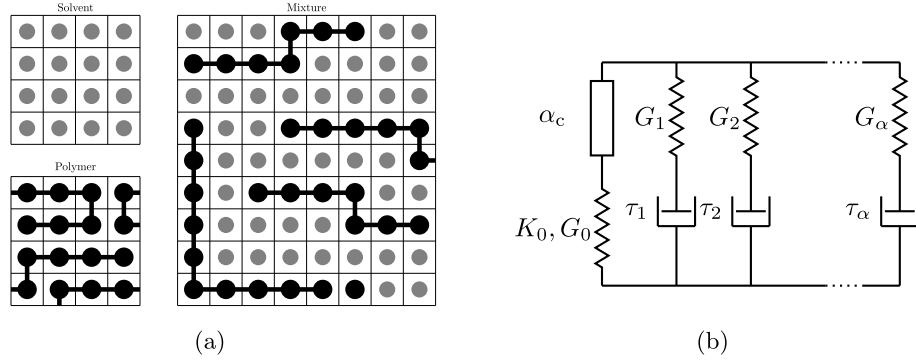 Solvent
Mixture
Polymer
(a)
α_c
G_1
G_2
G_α
K_0, G_0
τ_1
τ_2
τ_α
(b)